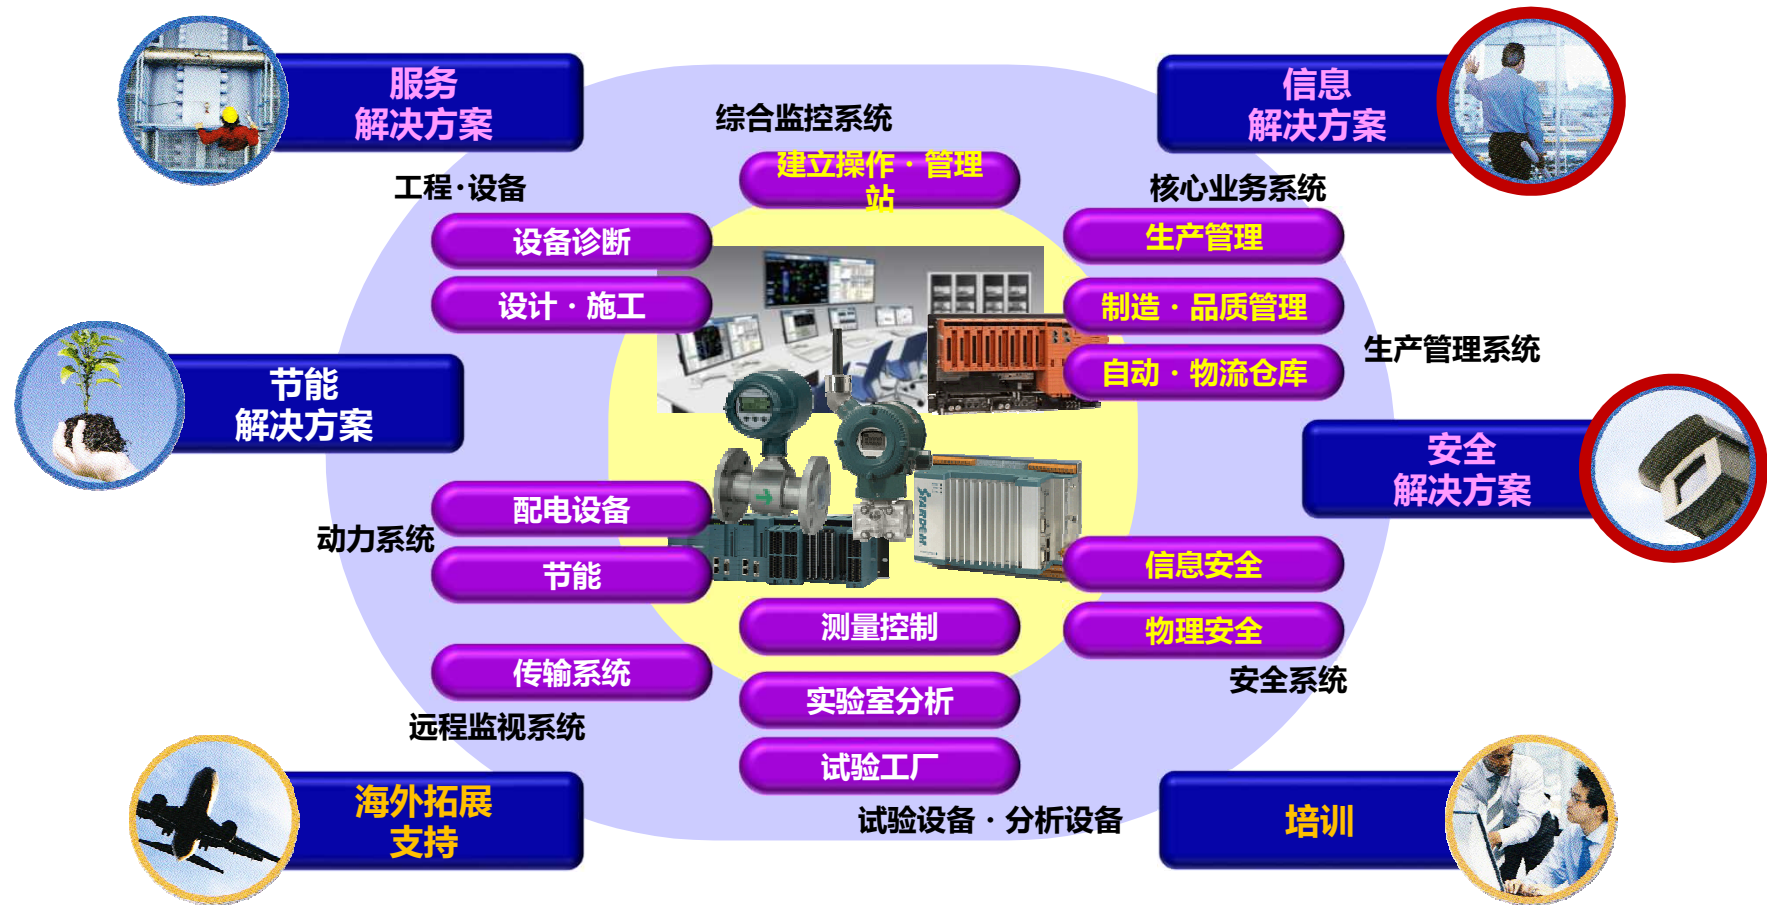 服务
解决方案
信息
解决方案
综合监控系统
建立操作 · 管理
站
工程·设备
核心业务系统
设备诊断
生产管理
设计 · 施工
制造 · 品质管理
生产管理系统
自动 · 物流仓库
节能
解决方案
安全
解决方案
配电设备
动力系统
节能
STARDOM
信息安全
测量控制
物理安全
传输系统
安全系统
实验室分析
远程监视系统
试验工厂
海外拓展
支持
试验设备 · 分析设备
培训